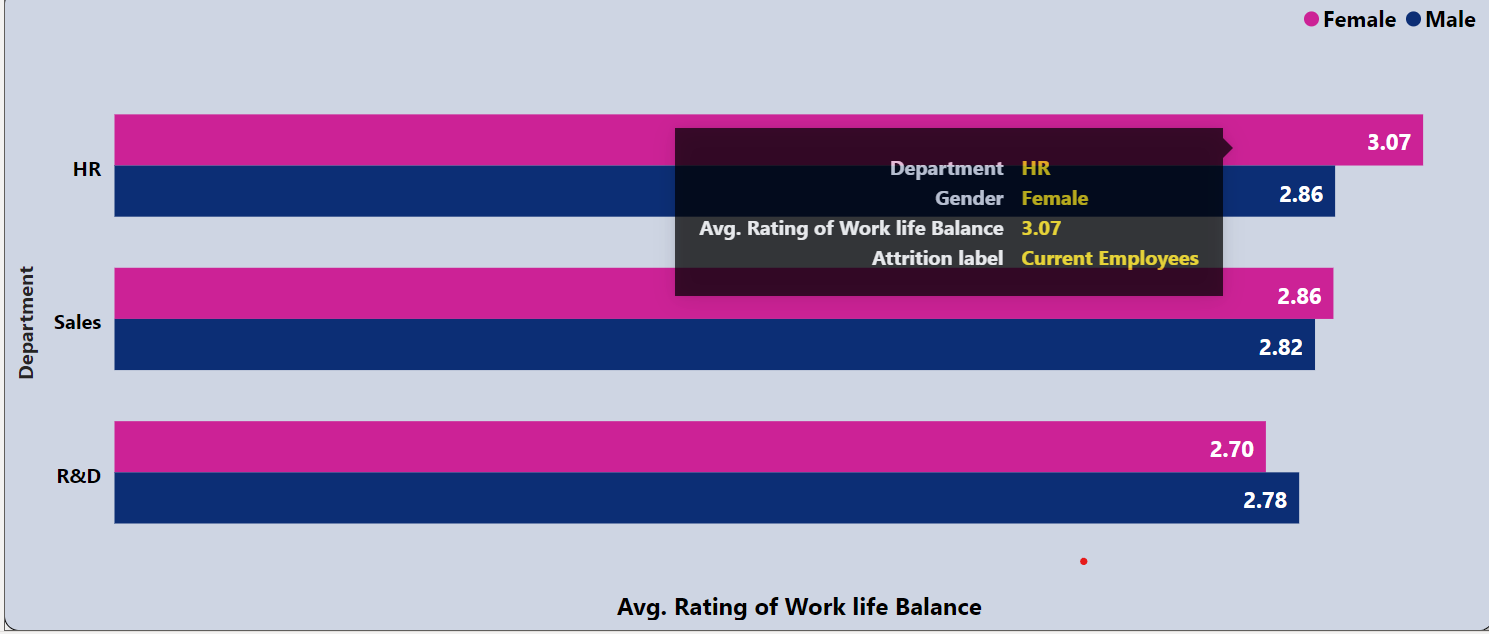 Female Male
3.07
Department HR
HR
2.86
Gender Female
Avg. Rating of Work life Balance 3.07
Attrition label Current Employees
2.86
Department
Sales
2.82
2.70
R&D
2.78
Avg. Rating of Work life Balance